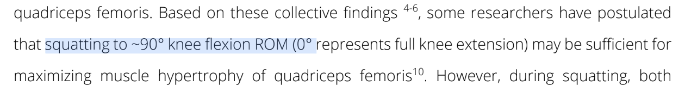 quadriceps femoris. Based on these collective findings 4-6, some researchers have postulated
that squatting to ~90° knee flexion ROM (0° represents full knee extension) may be sufficient for
maximizing muscle hypertrophy of quadriceps femoris10. However, during squatting, both